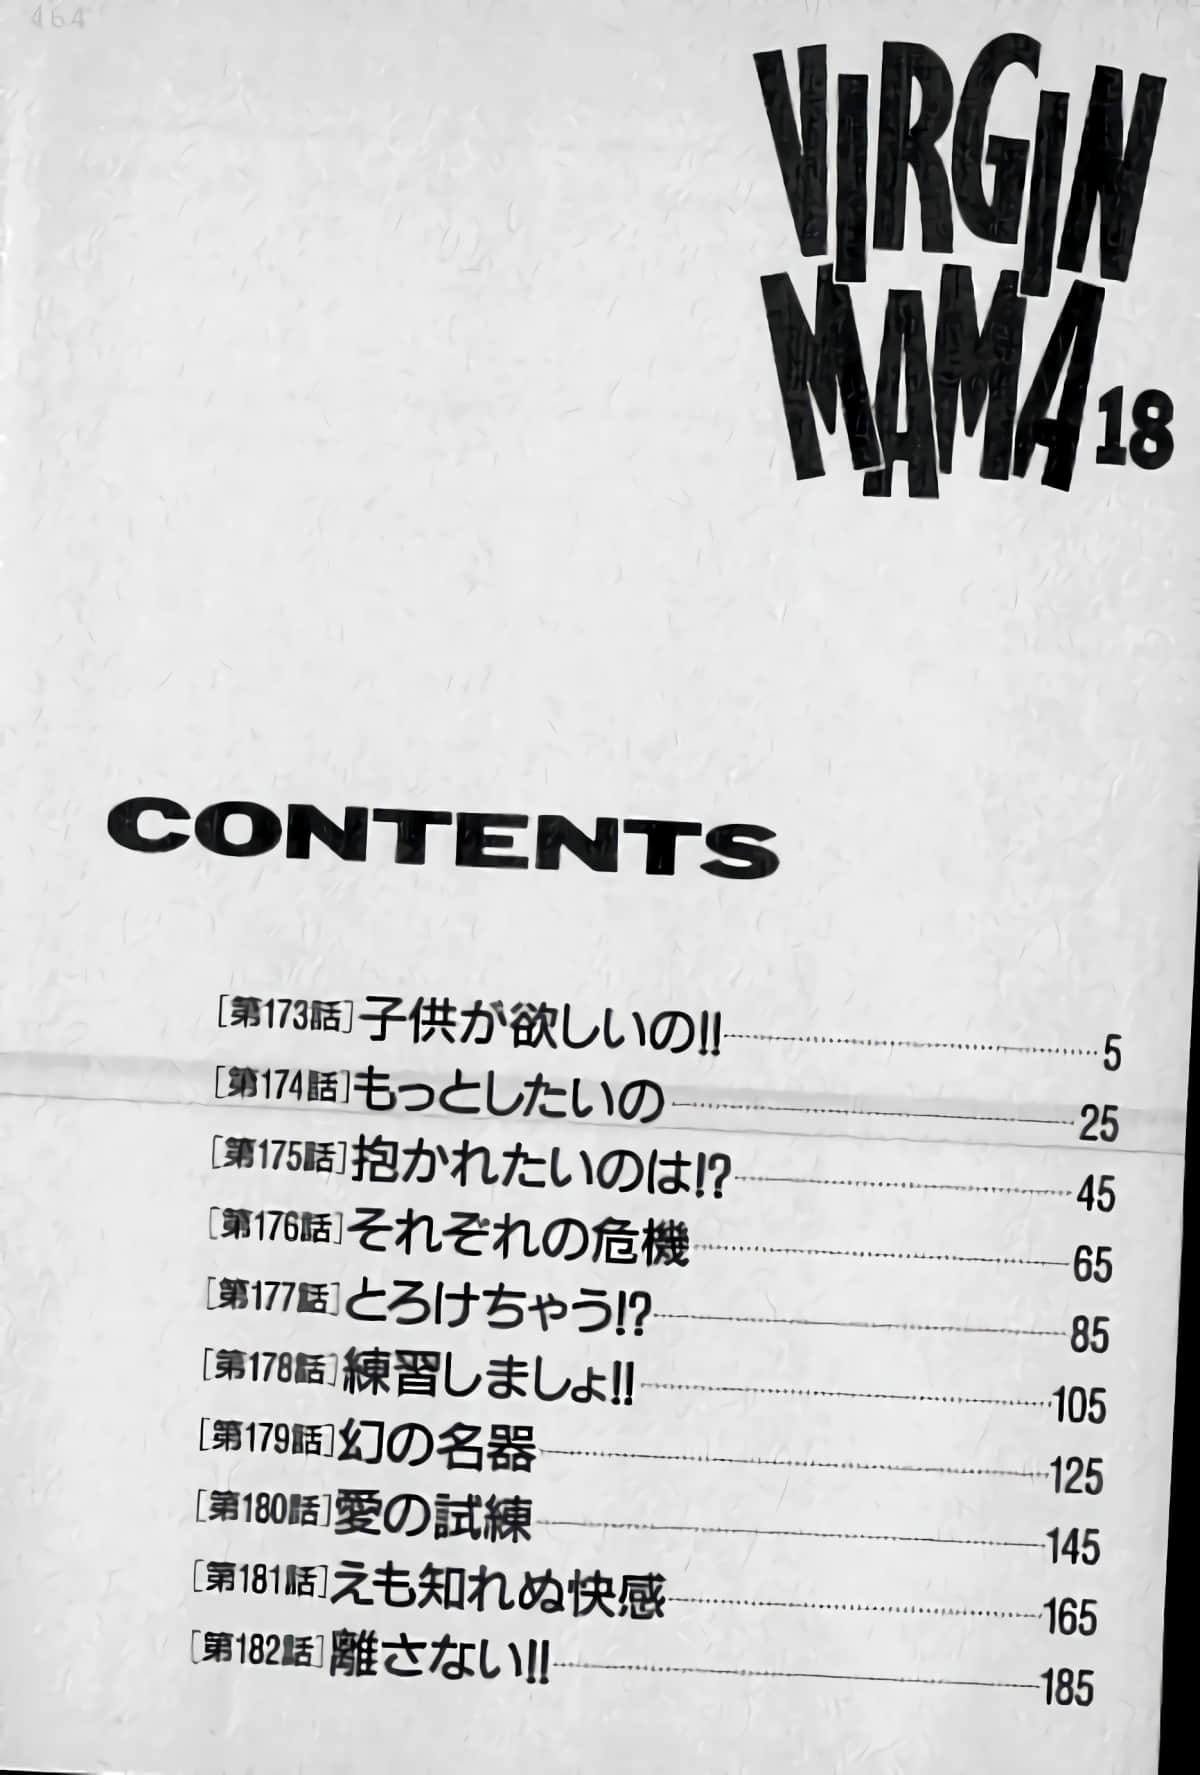 464
VIRGIN
MAMA 18
CONTENTS
[第173話]子供が欲しいの!! 5
[第174話]もっとしたいの 25
[第175話]抱かれたいのは!? 45
[第176話]それぞれの危機 65
[第177話]とろけちゃう!? 85
[第178話]練習しましょ!! 105
[第179話]幻の名器 125
[第180話]愛の試練 145
[第181話]えも知れぬ快感 165
[第182話]離さない!! 185